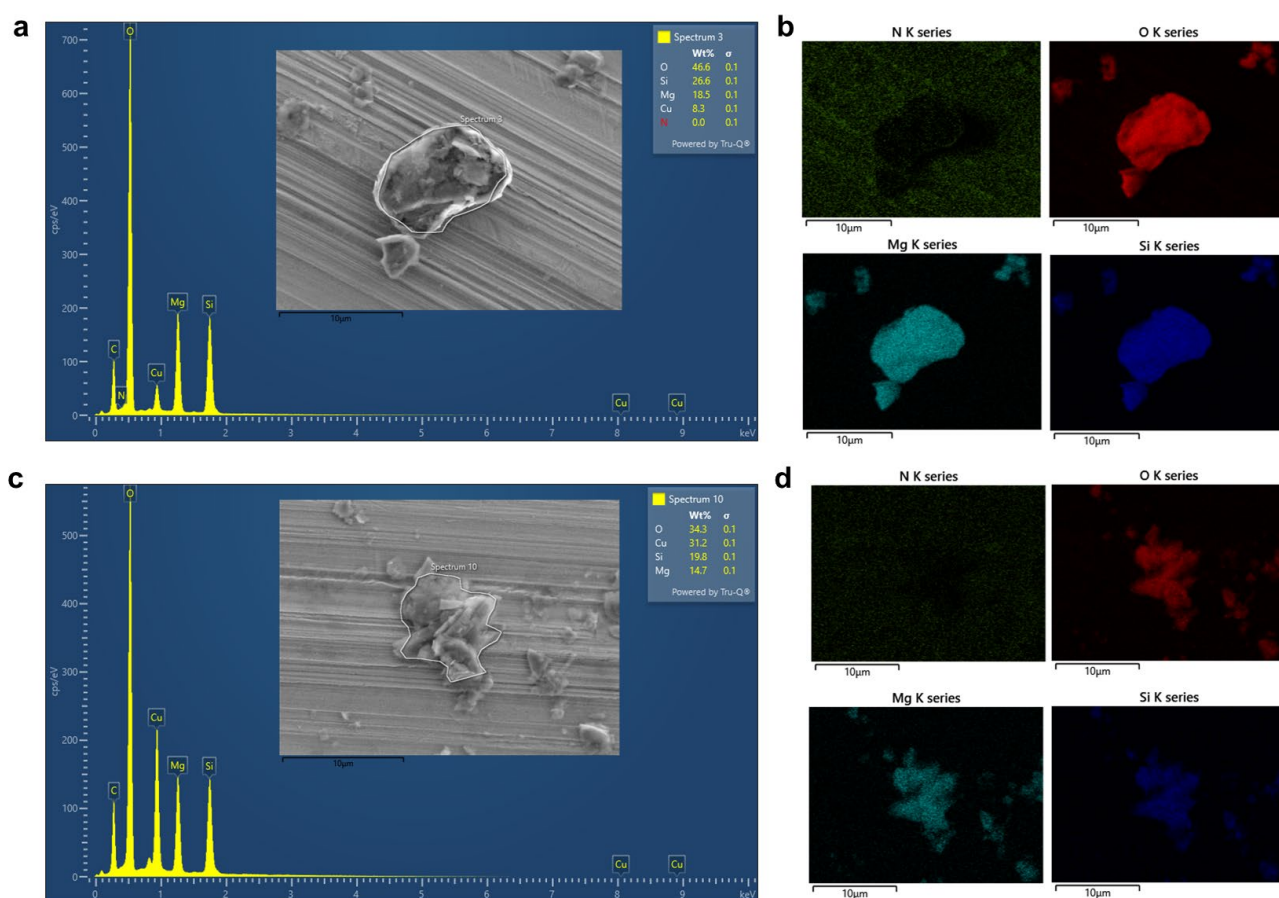 a
700
600
500
400
300
200
100
0
cps/eV
O
C
N
Cu
Mg
Si
Cu
Cu
0 1 2 3 4 5 6 7 8 9 keV
Spectrum 3
10µm
Spectrum 3
Wt% σ
O 46.6 0.1
Si 26.6 0.1
Mg 18.5 0.1
Cu 8.3 0.1
N 0.0 0.1
Powered by Tru-Q®
b
N K series
10µm
O K series
10µm
Mg K series
10µm
Si K series
10µm
c
500
400
300
200
100
0
cps/eV
O
C
Cu
Mg
Si
Cu
Cu
0 1 2 3 4 5 6 7 8 9 keV
Spectrum 10
10µm
Spectrum 10
Wt% σ
O 34.3 0.1
Cu 31.2 0.1
Si 19.8 0.1
Mg 14.7 0.1
Powered by Tru-Q®
d
N K series
10µm
O K series
10µm
Mg K series
10µm
Si K series
10µm